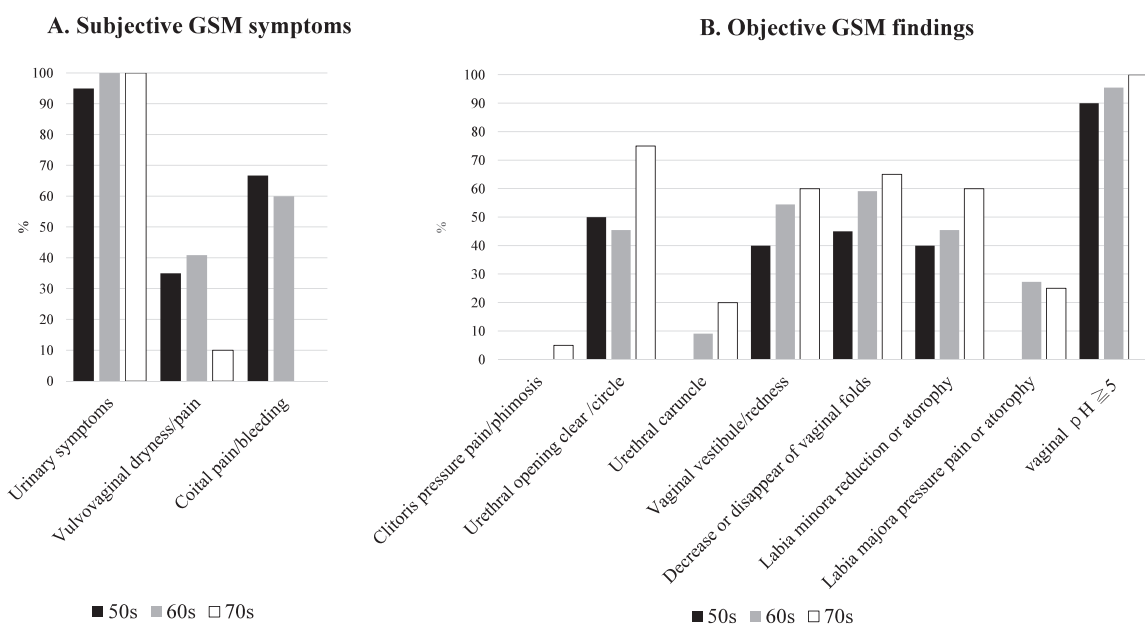 A. Subjective GSM symptoms
100
90
80
70
60
50
40
30
20
10
0
%
Urinary symptoms
Vulvovaginal dryness/pain
Coital pain/bleeding
50s 60s 70s
B. Objective GSM findings
100
90
80
70
60
50
40
30
20
10
0
%
Clitoris pressure pain/phimosis
Urethral opening clear /circle
Urethral caruncle
Vaginal vestibule/redness
Decrease or disappear of vaginal folds
Labia minora reduction or atorophy
Labia majora pressure pain or atorophy
vaginal pH≧5
50s 60s 70s